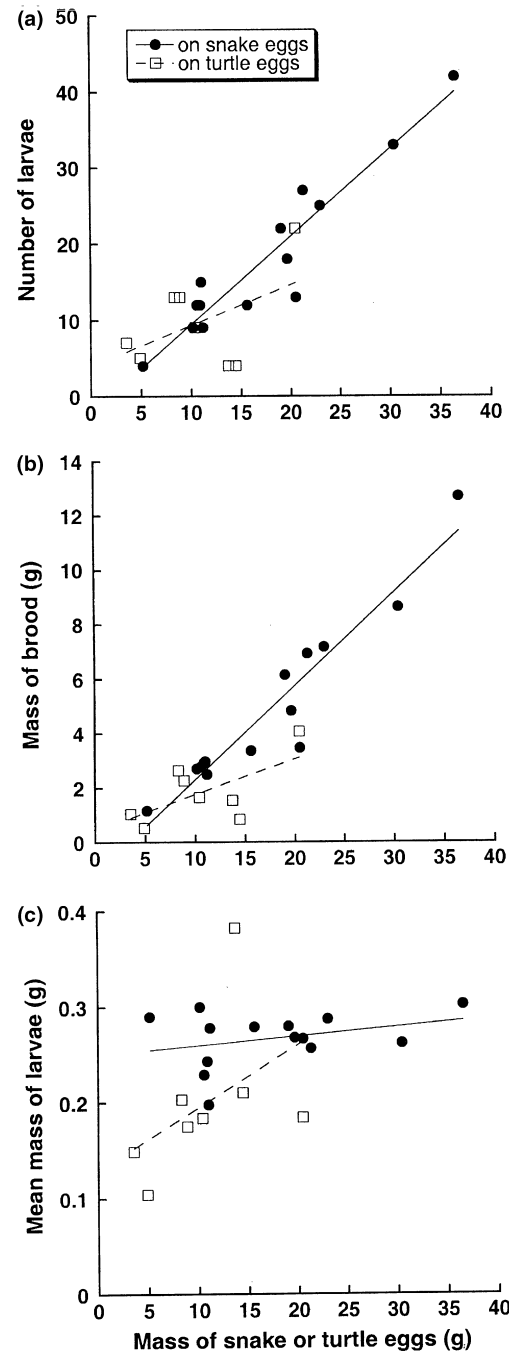 (a)
50
40
30
20
10
0
Number of larvae
on snake eggs
on turtle eggs
0 5 10 15 20 25 30 35 40
(b)
14
12
10
8
6
4
2
0
Mass of brood (g)
0 5 10 15 20 25 30 35 40
(c)
0.4
0.3
0.2
0.1
0
Mean mass of larvae (g)
0 5 10 15 20 25 30 35 40
Mass of snake or turtle eggs (g)